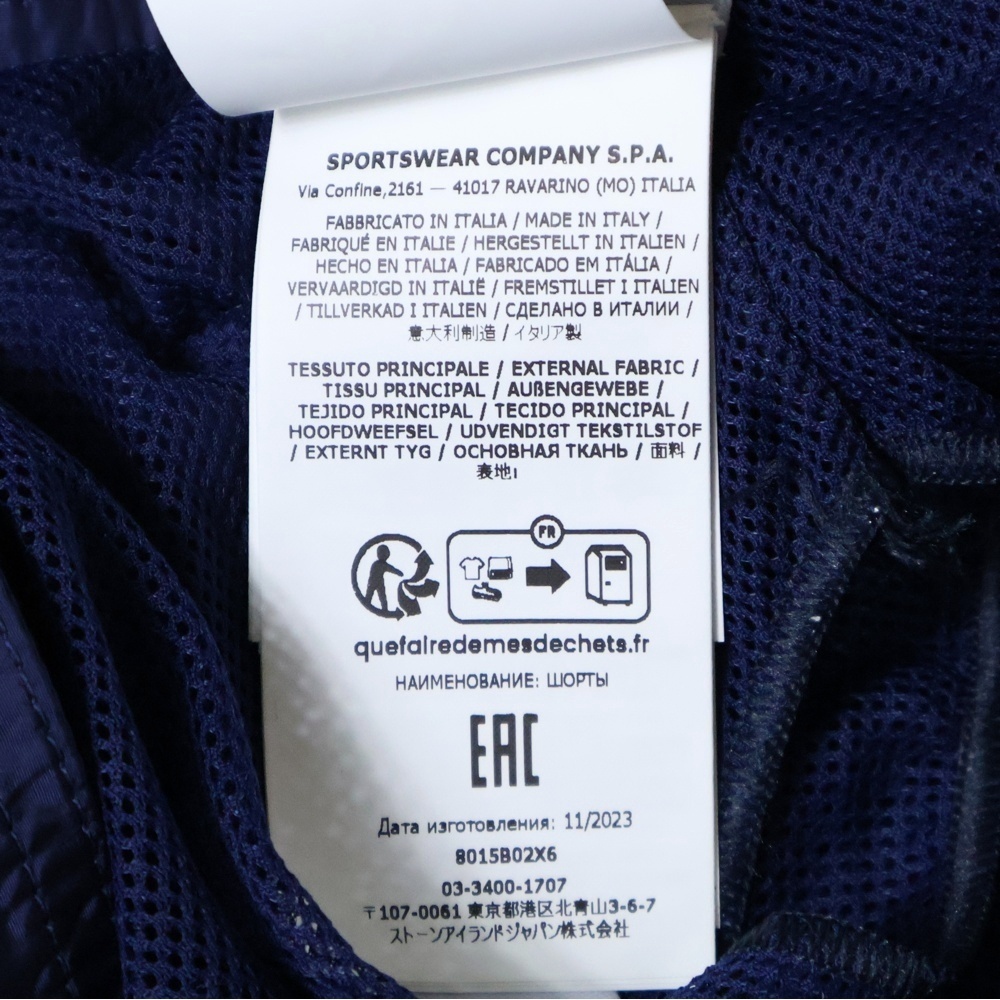 SPORTSWEAR COMPANY S.P.A.
Via Confine,2161 — 41017 RAVARINO (MO) ITALIA
FABBRICATO IN ITALIA / MADE IN ITALY /
FABRIQUÉ EN ITALIE / HERGESTELLT IN ITALIEN /
HECHO EN ITALIA / FABRICADO EM ITÁLIA /
VERVAARDIGD IN ITALIË / FREMSTILLET I ITALIEN
/ TILLVERKAD I ITALIEN / СДЕЛАНО В ИТАЛИИ /
意大利制造 / イタリア製
TESSUTO PRINCIPALE / EXTERNAL FABRIC /
TISSU PRINCIPAL / AUßENGEWEBE /
TEJIDO PRINCIPAL / TECIDO PRINCIPAL /
HOOFDWEEFSEL / UDVENDIGT TEKSTILSTOF
/ EXTERNT TYG / ОСНОВНАЯ ТКАНЬ / 面料 /
表地:
FR
quefairedemesdechets.fr
НАИМЕНОВАНИЕ: ШОРТЫ
EAC
Дата изготовления: 11/2023
8015B02X6
03-3400-1707
〒107-0061 東京都港区北青山3-6-7
ストーンアイランドジャパン株式会社